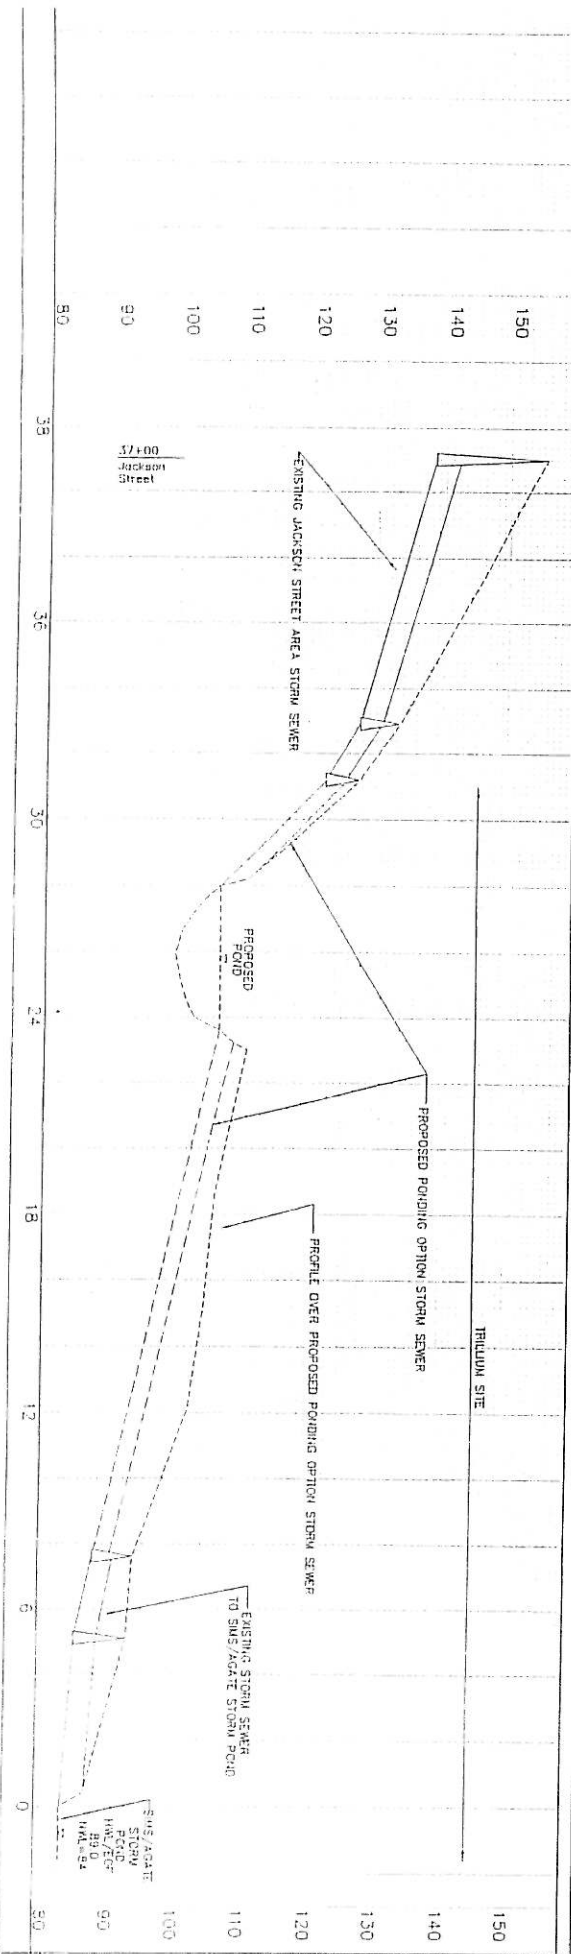 150
140
130
120
110
100
90
80
38
37+00
Jackson
Street
36
30
24
18
12
6
0
EXISTING JACKSON STREET AREA STORM SEWER
PROPOSED
POND
PROPOSED PONDING OPTION STORM SEWER
TRILLIUM SITE
PROFILE OVER PROPOSED PONDING OPTION STORM SEWER
EXISTING STORM SEWER
TO SIMS/AGATE STORM POND
SIMS/AGATE
STORM
POND
89.0
150
140
130
120
110
100
90
80